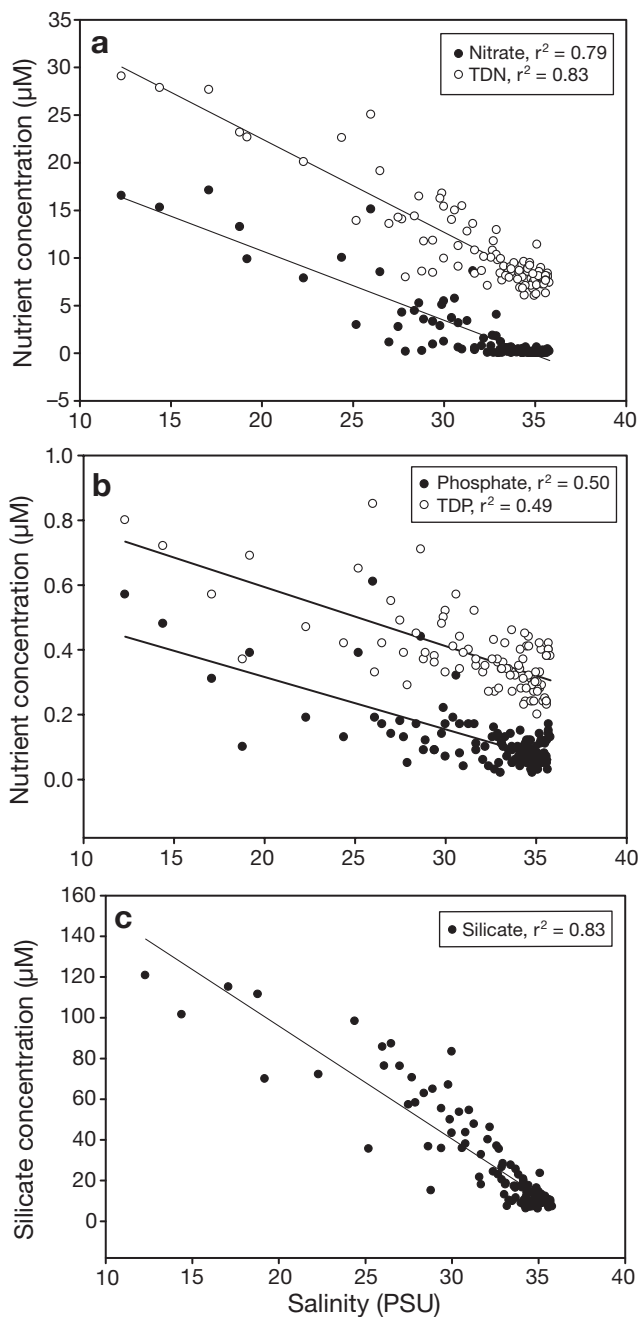 a
Nitrate, r² = 0.79
TDN, r² = 0.83
Nutrient concentration (µM)
35
30
25
20
15
10
5
0
–5
10 15 20 25 30 35 40
b
Phosphate, r² = 0.50
TDP, r² = 0.49
Nutrient concentration (µM)
1.0
0.8
0.6
0.4
0.2
0.0
10 15 20 25 30 35 40
c
Silicate, r² = 0.83
Silicate concentration (µM)
160
140
120
100
80
60
40
20
0
10 15 20 25 30 35 40
Salinity (PSU)